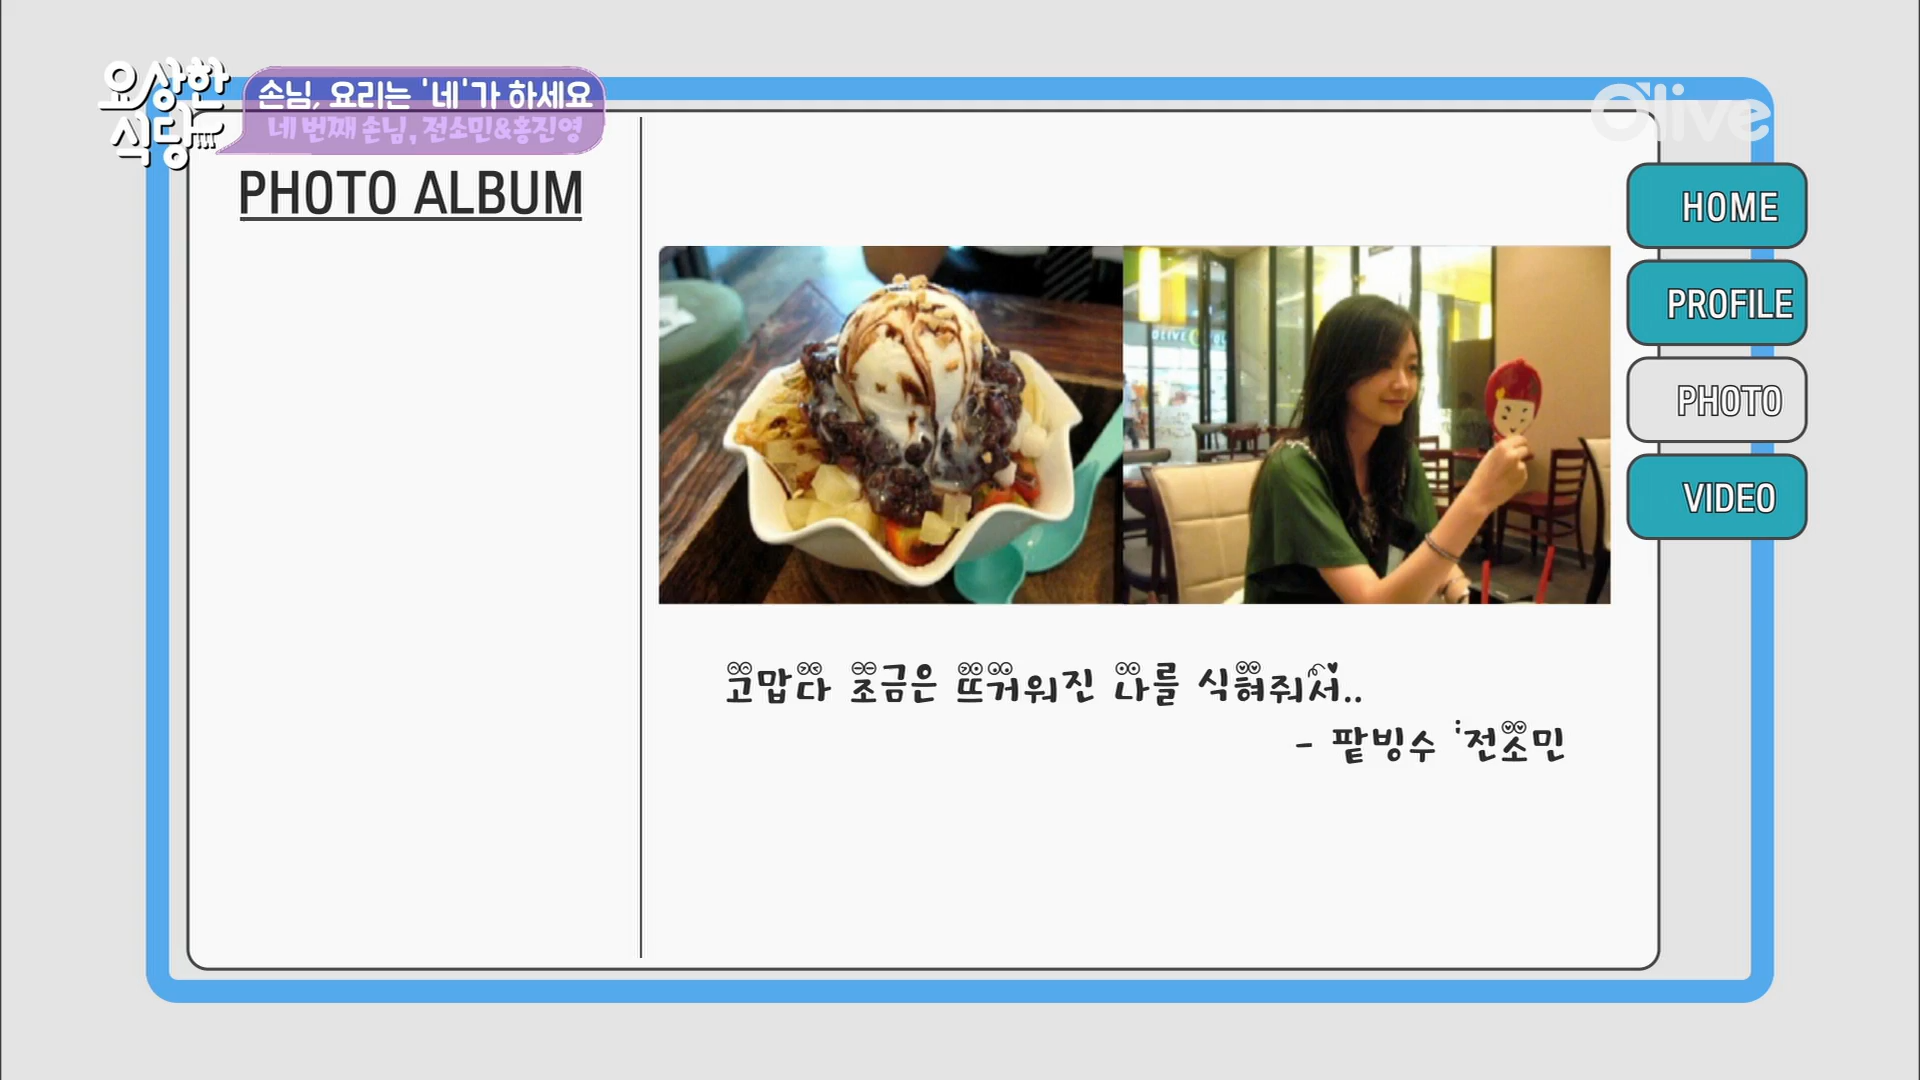 요상한
식당
손님, 요리는 '네'가 하세요
네 번째 손님, 전소민&홍진영
Olive
PHOTO ALBUM
HOME
PROFILE
PHOTO
VIDEO
OLIVE
고맙다 조금은 뜨거워진 나를 식혀줘서..
- 팥빙수 '전소민